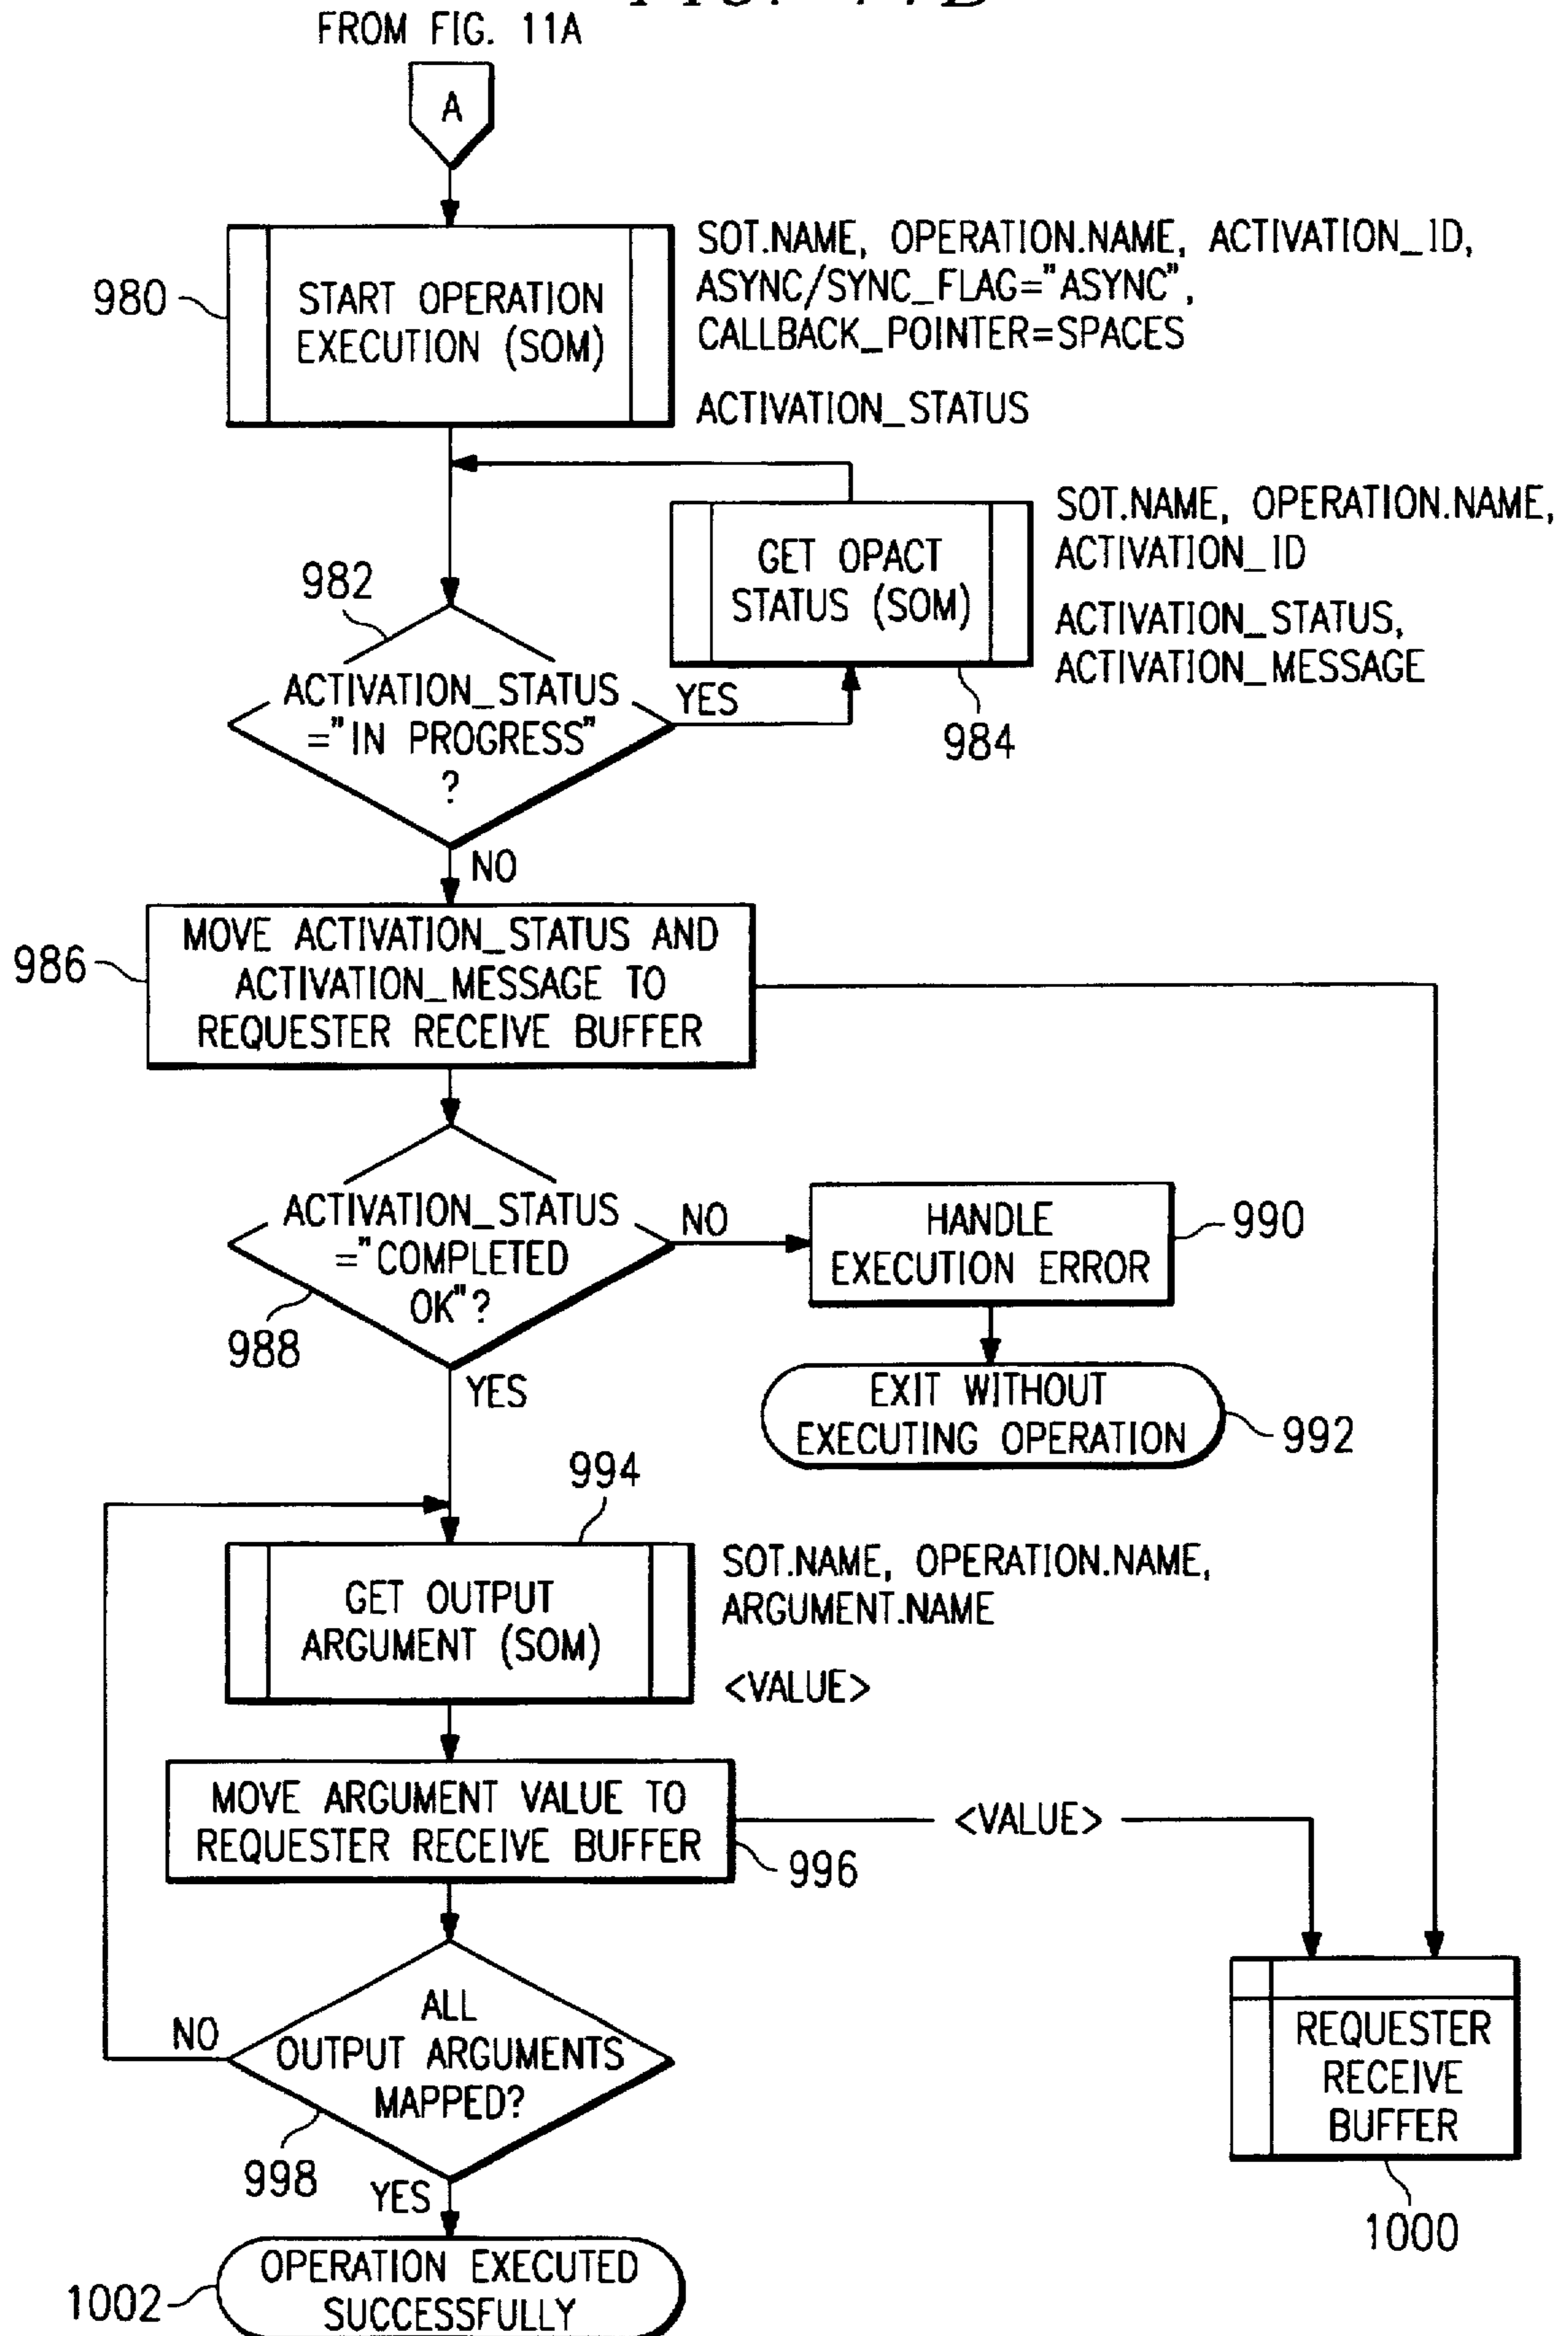 FIG. 11B
FROM FIG. 11A
A
980
START OPERATION
EXECUTION (SOM)
SOT.NAME, OPERATION.NAME, ACTIVATION_ID,
ASYNC/SYNC_FLAG="ASYNC",
CALLBACK_POINTER=SPACES
ACTIVATION_STATUS
GET OPACT
STATUS (SOM)
SOT.NAME, OPERATION.NAME,
ACTIVATION_ID
ACTIVATION_STATUS,
ACTIVATION_MESSAGE
984
982
ACTIVATION_STATUS
="IN PROGRESS"
?
YES
NO
986
MOVE ACTIVATION_STATUS AND
ACTIVATION_MESSAGE TO
REQUESTER RECEIVE BUFFER
ACTIVATION_STATUS
="COMPLETED
OK"?
988
NO
HANDLE
EXECUTION ERROR
990
EXIT WITHOUT
EXECUTING OPERATION
992
YES
994
GET OUTPUT
ARGUMENT (SOM)
SOT.NAME, OPERATION.NAME,
ARGUMENT.NAME
<VALUE>
MOVE ARGUMENT VALUE TO
REQUESTER RECEIVE BUFFER
996
<VALUE>
ALL
OUTPUT ARGUMENTS
MAPPED?
NO
998
YES
REQUESTER
RECEIVE
BUFFER
1000
1002
OPERATION EXECUTED
SUCCESSFULLY